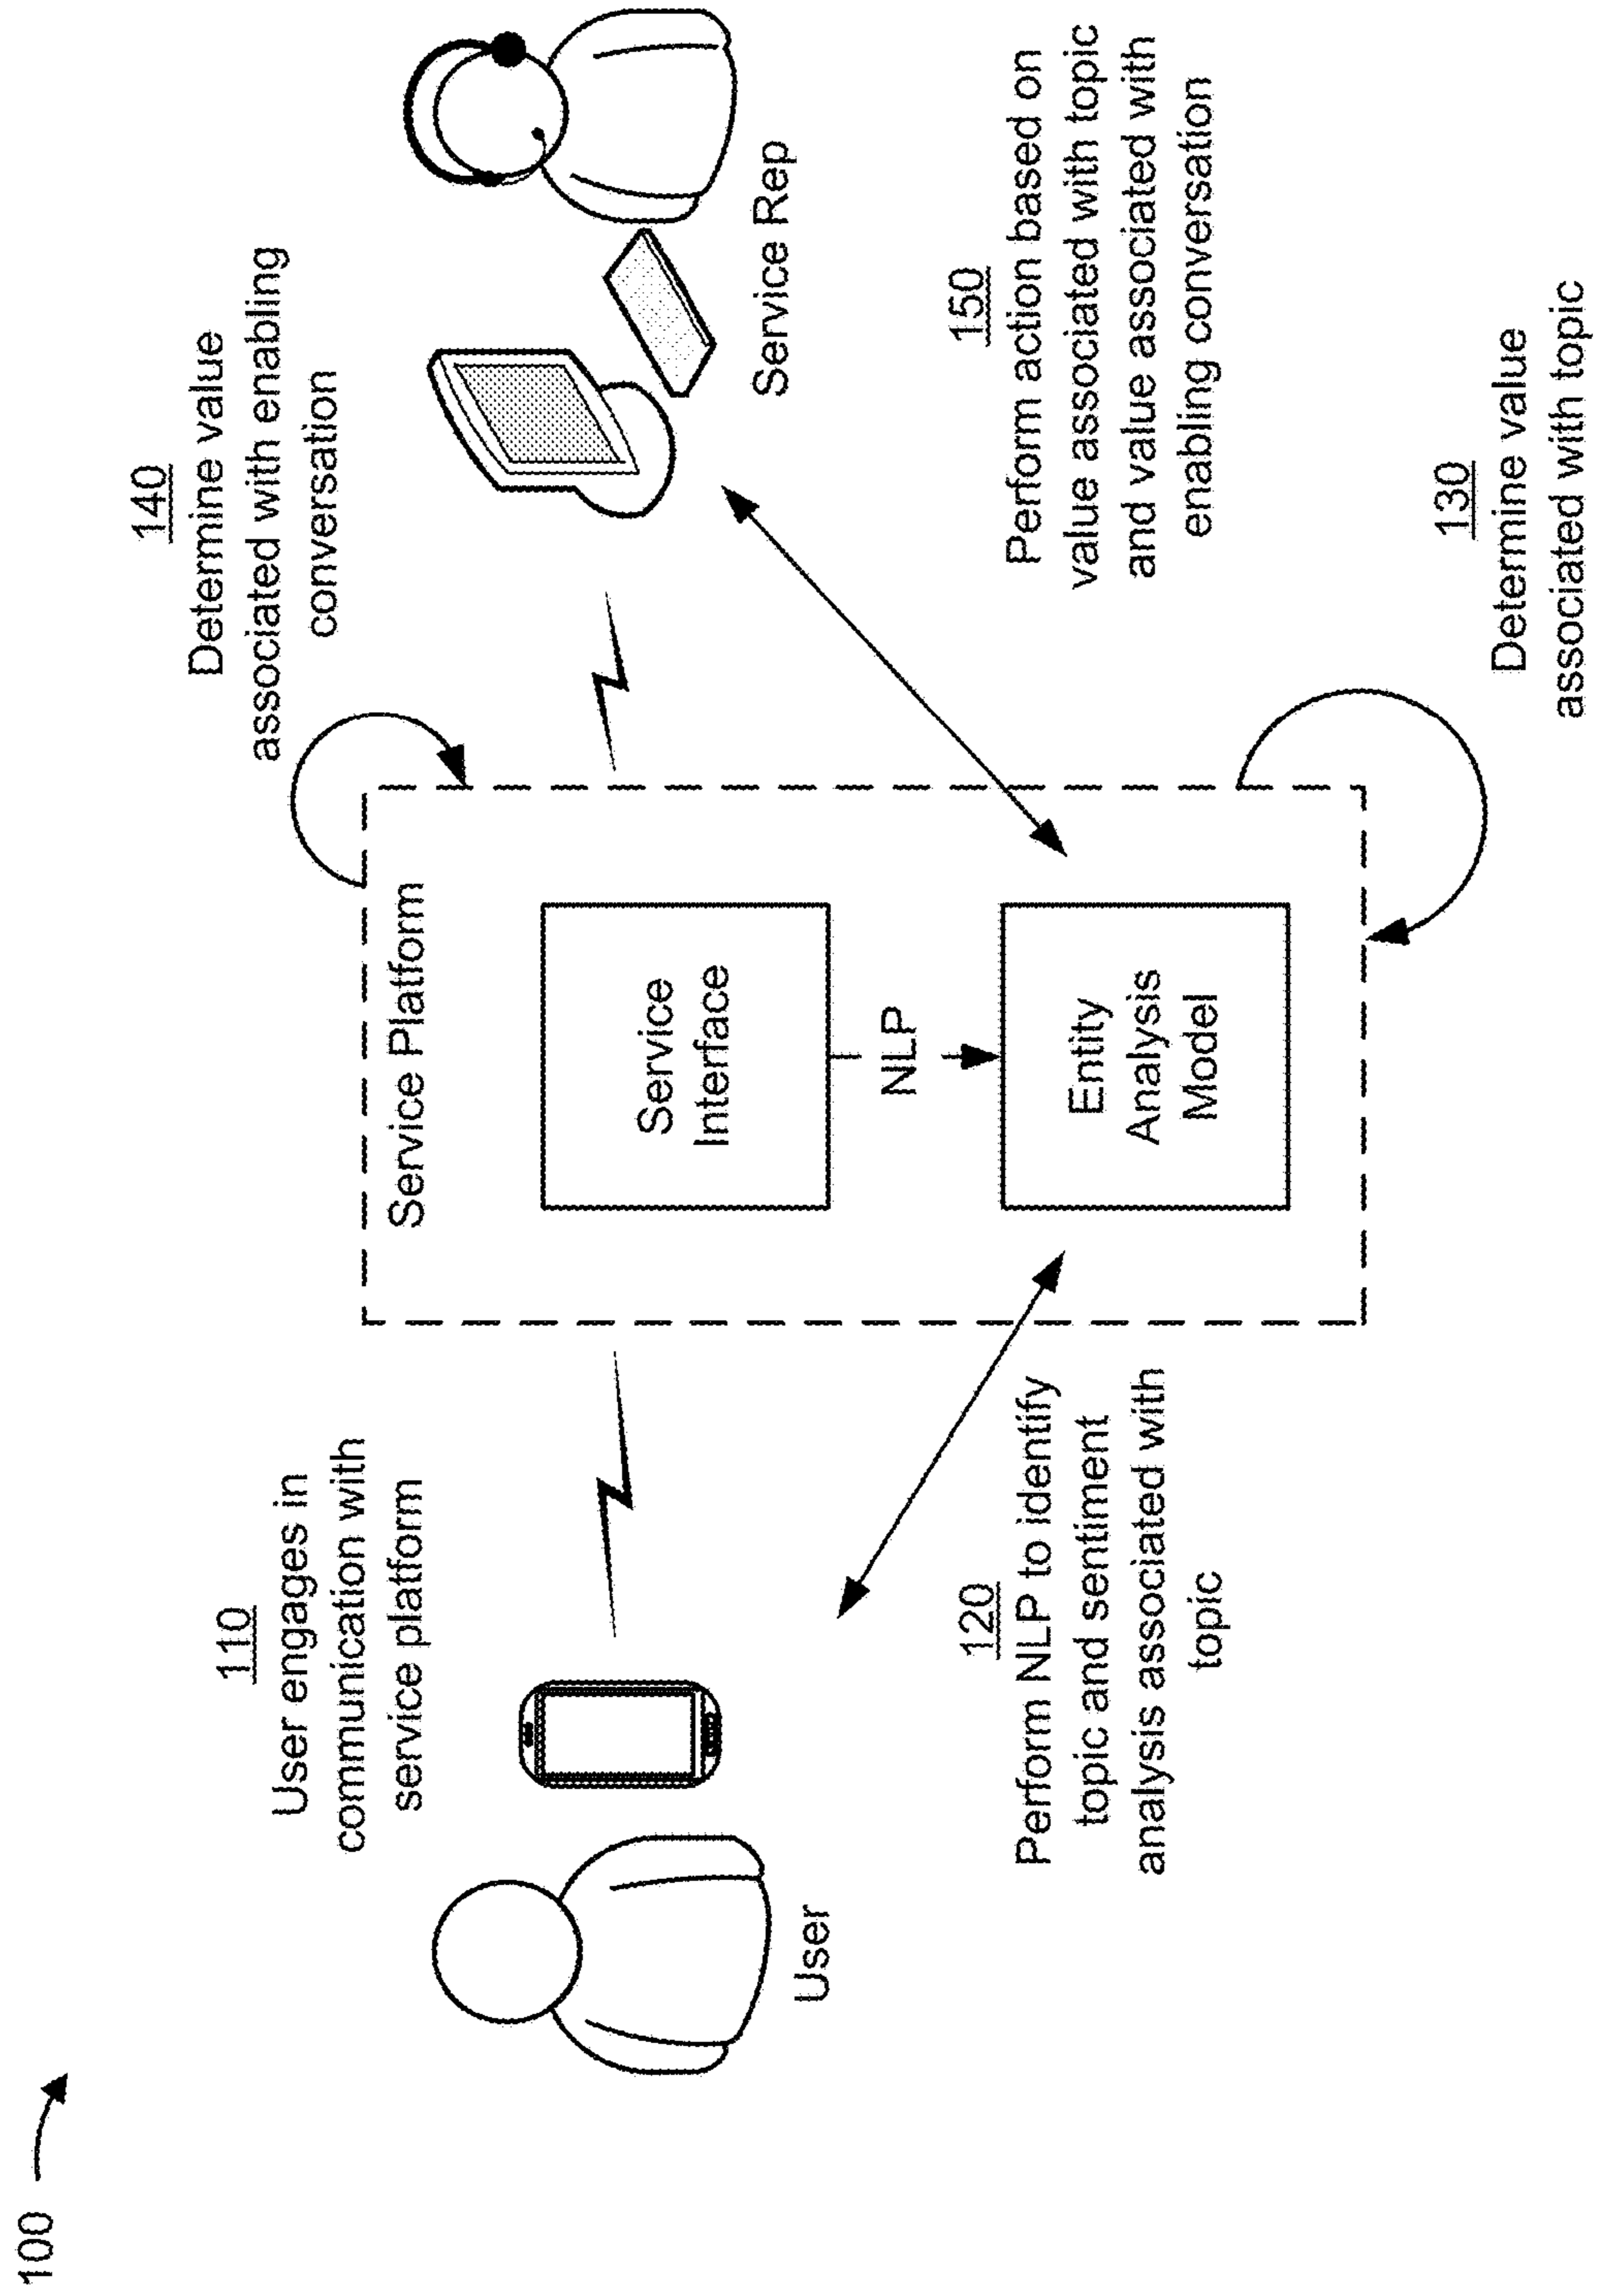 100
110
User engages in
communication with
service platform
User
120
Perform NLP to identify
topic and sentiment
analysis associated with
topic
Service Platform
Service
Interface
NLP
Entity
Analysis
Model
140
Determine value
associated with enabling
conversation
Service Rep
150
Perform action based on
value associated with topic
and value associated with
enabling conversation
130
Determine value
associated with topic